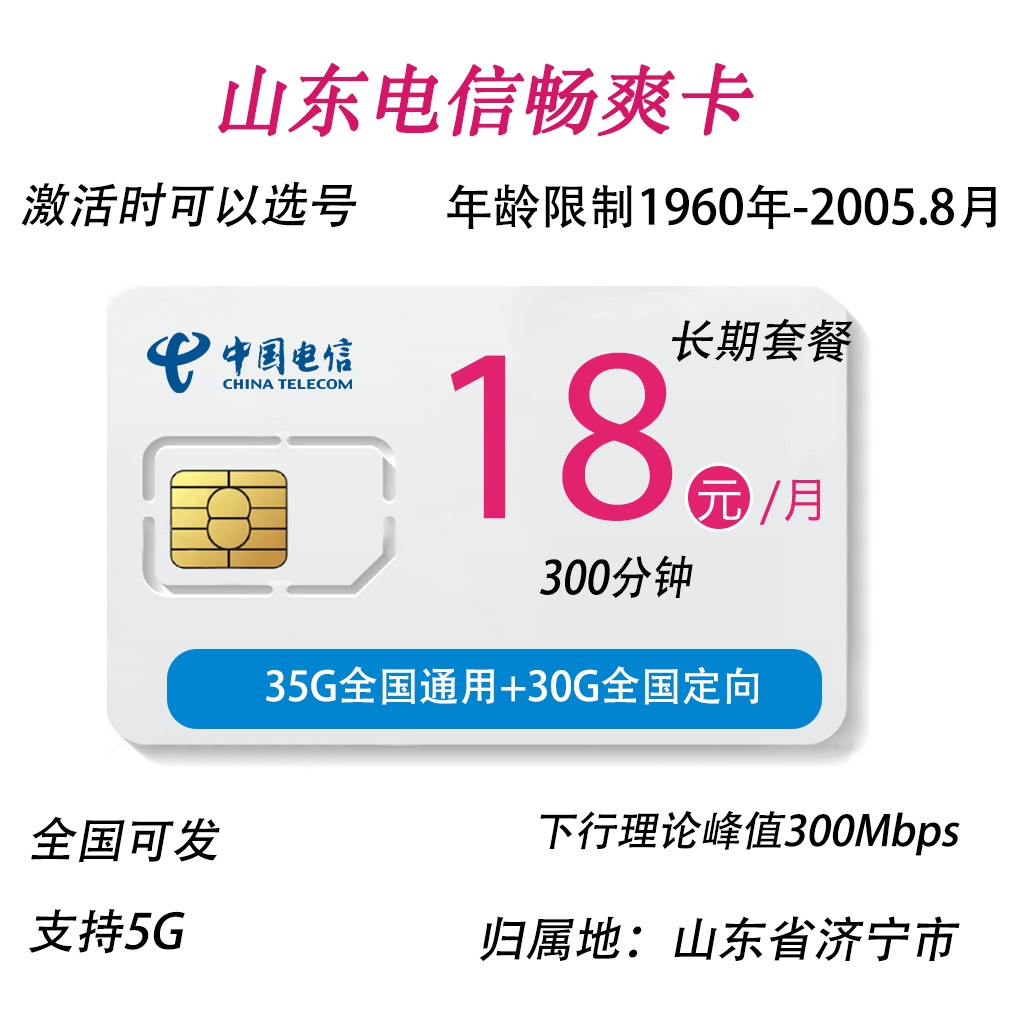 山东电信畅爽卡
激活时可以选号
年龄限制1960年-2005.8月
中国电信
CHINA TELECOM
长期套餐
18元/月
300分钟
35G全国通用+30G全国定向
全国可发
下行理论峰值300Mbps
支持5G
归属地：山东省济宁市